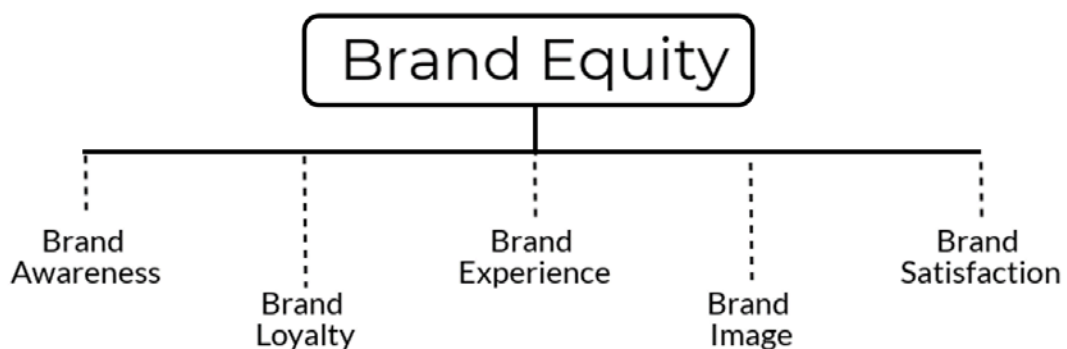 Brand Equity
Brand
Awareness
Brand
Loyalty
Brand
Experience
Brand
Image
Brand
Satisfaction